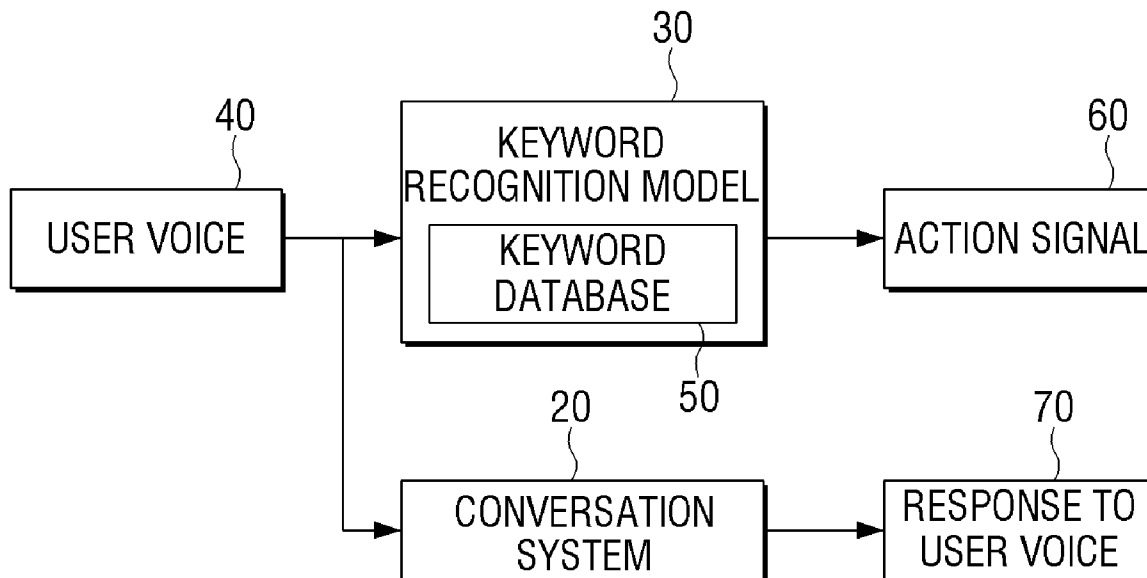 30
40
60
KEYWORD
RECOGNITION MODEL
USER VOICE
ACTION SIGNAL
KEYWORD
DATABASE
50
20
70
CONVERSATION
SYSTEM
RESPONSE TO
USER VOICE